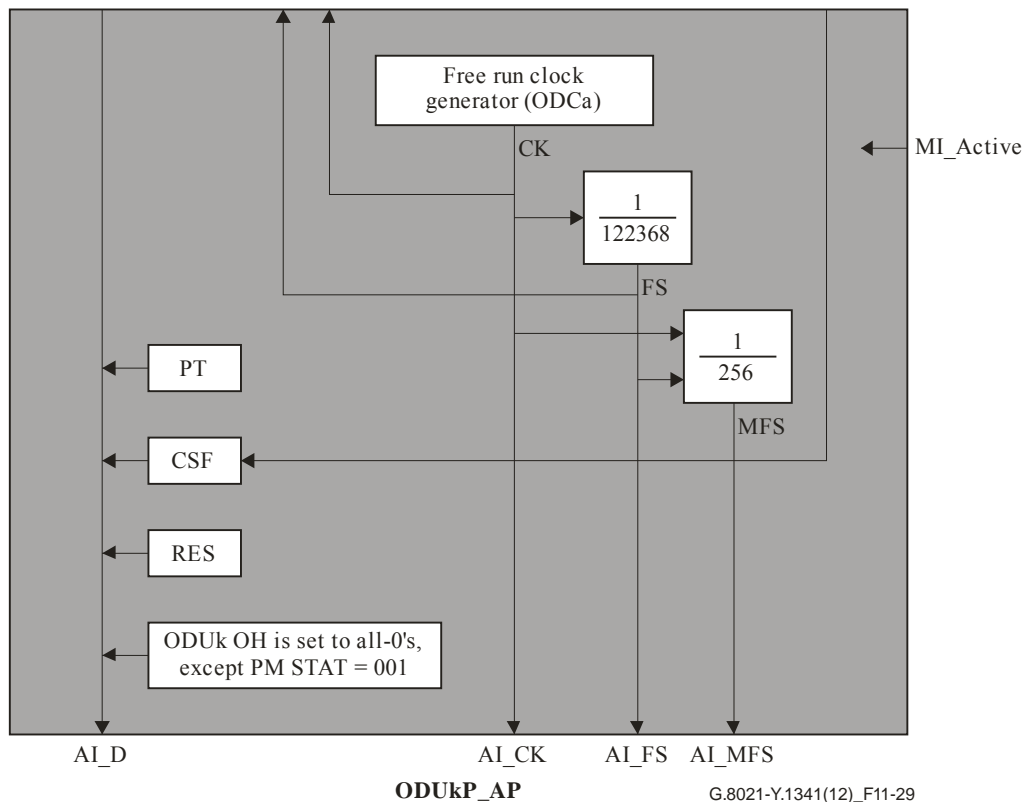 Free run clock
generator (ODCa)
CK
MI_Active
1
122368
FS
1
256
MFS
PT
CSF
RES
ODUk OH is set to all-0's,
except PM STAT = 001
AI_D
AI_CK
AI_FS
AI_MFS
ODUkP_AP
G.8021-Y.1341(12)_F11-29